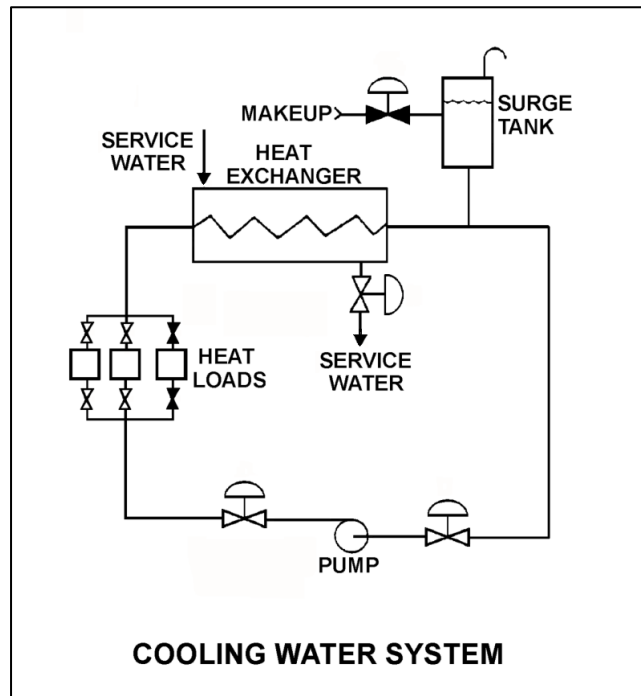 MAKEUP
SURGE
TANK
SERVICE
WATER
HEAT
EXCHANGER
HEAT
LOADS
SERVICE
WATER
PUMP
COOLING WATER SYSTEM